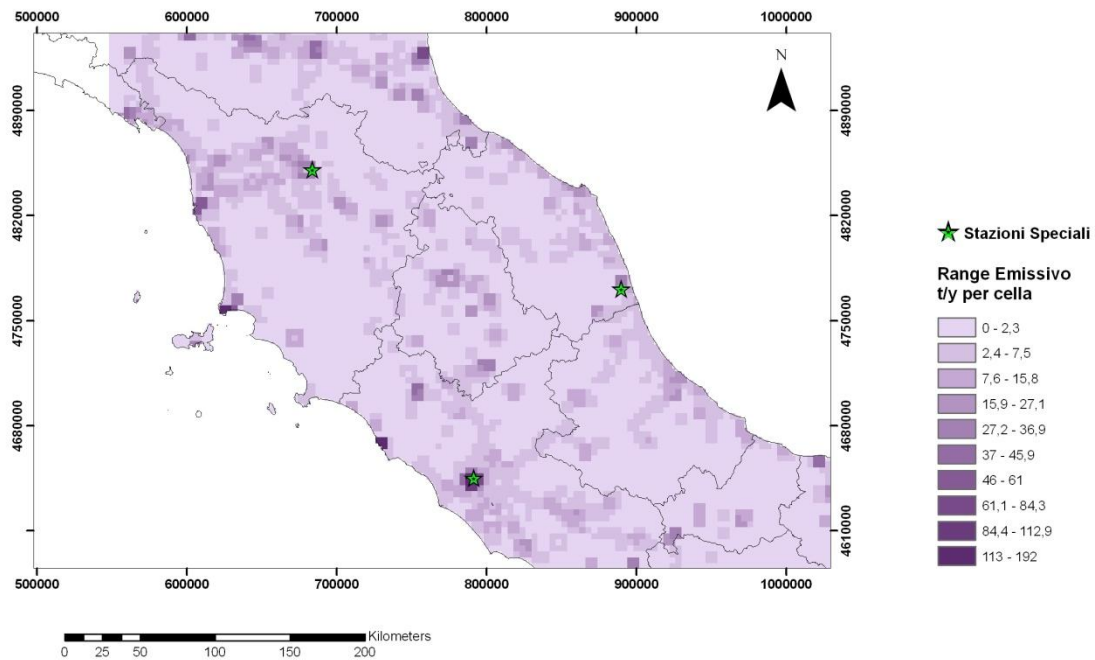 500000 600000 700000 800000 900000 1000000
4890000 4890000
4820000 4820000
4750000 4750000
4680000 4680000
4610000 4610000
N
500000 600000 700000 800000 900000 1000000
Kilometers
0 25 50 100 150 200
Stazioni Speciali
Range Emissivo
t/y per cella
0 - 2,3
2,4 - 7,5
7,6 - 15,8
15,9 - 27,1
27,2 - 36,9
37 - 45,9
46 - 61
61,1 - 84,3
84,4 - 112,9
113 - 192